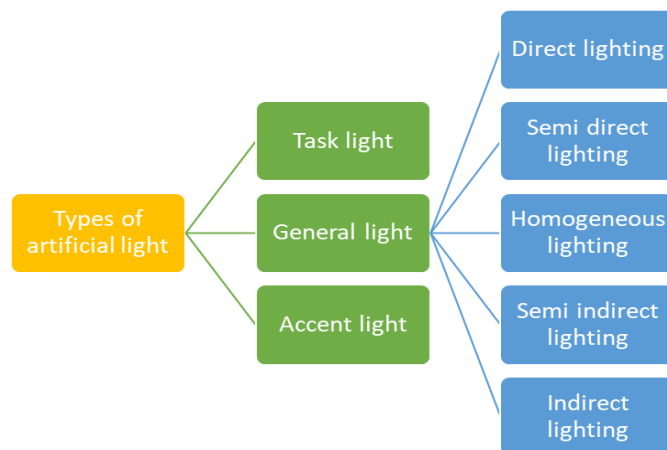 Types of
artificial light
Task light
General light
Accent light
Direct lighting
Semi direct
lighting
Homogeneous
lighting
Semi indirect
lighting
Indirect
lighting